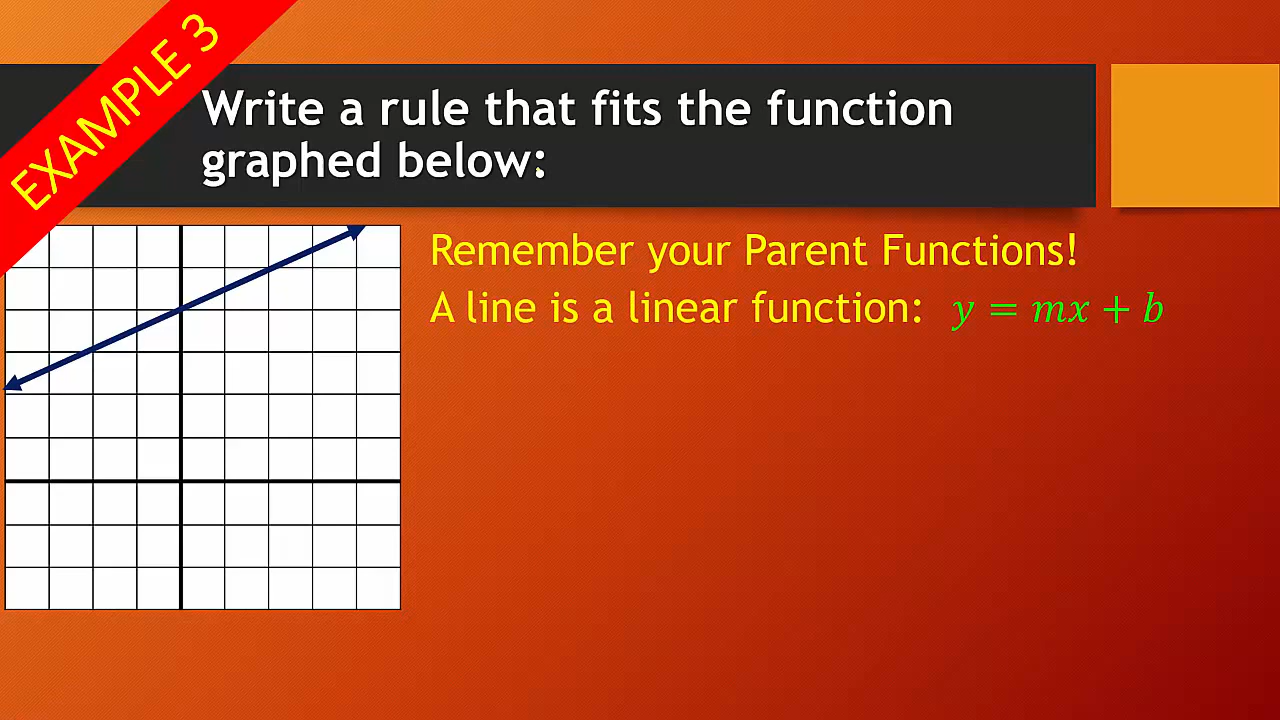 EXAMPLE 3
Write a rule that fits the function
graphed below:
Remember your Parent Functions!
A line is a linear function: y = mx + b